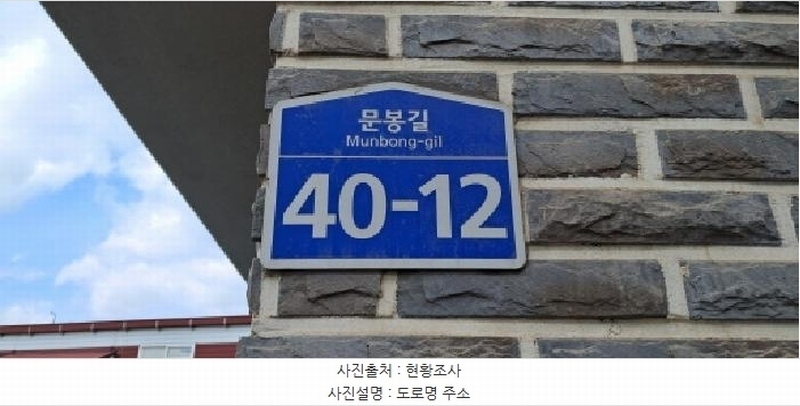 문봉길
Munbong-gil
40-12
사진출처 : 현황조사
사진설명 : 도로명 주소